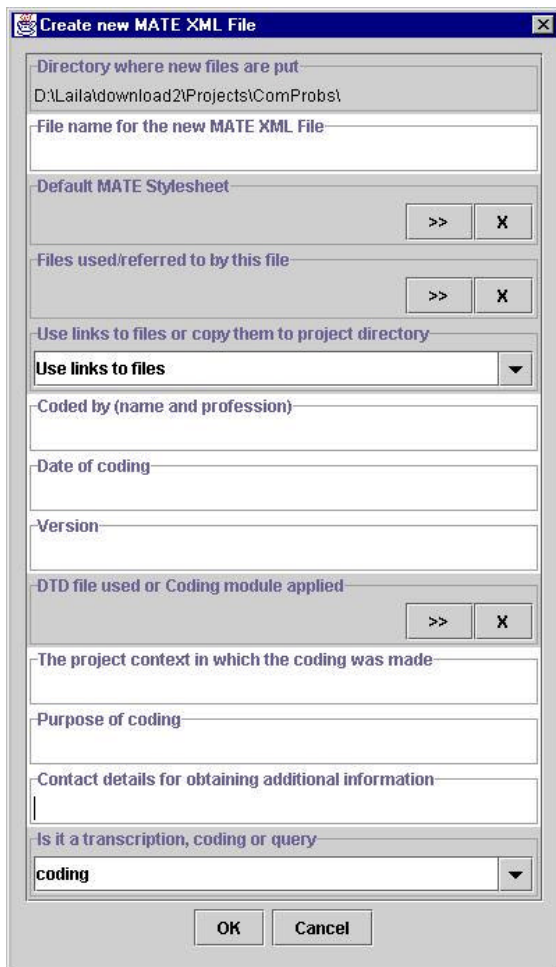 Create new MATE XML File
Directory where new files are put
D:\Laila\download2\Projects\ComProbs\
File name for the new MATE XML File
Default MATE Stylesheet
>> X
Files used/referred to by this file
>> X
Use links to files or copy them to project directory
Use links to files
Coded by (name and profession)
Date of coding
Version
DTD file used or Coding module applied
>> X
The project context in which the coding was made
Purpose of coding
Contact details for obtaining additional information
Is it a transcription, coding or query
coding
OK Cancel